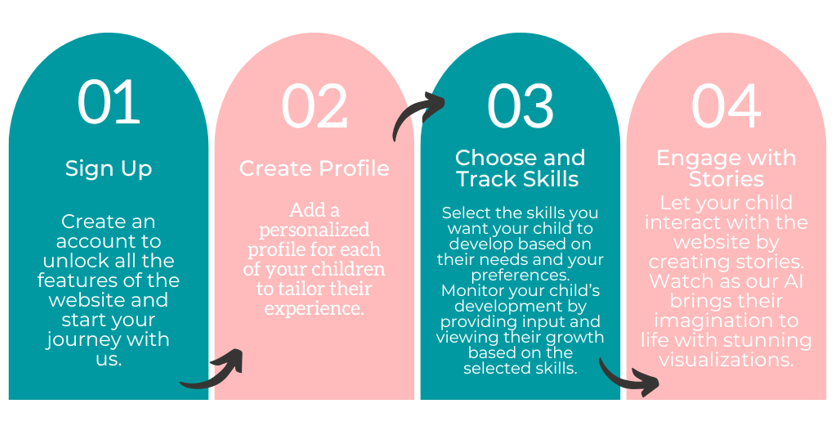 01
Sign Up
Create an
account to
unlock all the
features of the
website and
start your
journey with
us.
02
Create Profile
Add a
personalized
profile for each
of your children
to tailor their
experience.
03
Choose and
Track Skills
Select the skills you
want your child to
develop based on
their needs and your
preferences.
Monitor your child's
development by
providing input and
viewing their growth
based on the
selected skills.
04
Engage with
Stories
Let your child
interact with the
website by
creating stories.
Watch as our AI
brings their
imagination to
life with stunning
visualizations.